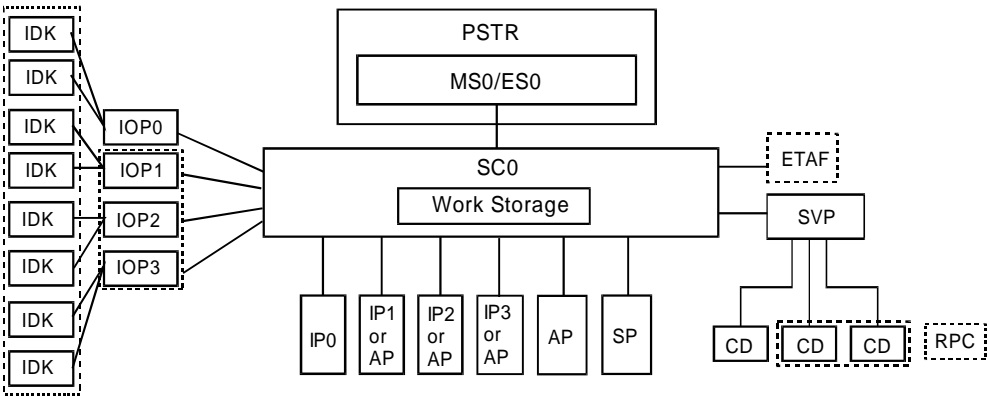 IDK
IDK
IDK
IDK
IDK
IDK
IDK
IDK
IOP0
IOP1
IOP2
IOP3
PSTR
MS0/ES0
SC0
Work Storage
IP0
IP1
or
AP
IP2
or
AP
IP3
or
AP
AP
SP
ETAF
SVP
CD
CD
CD
RPC